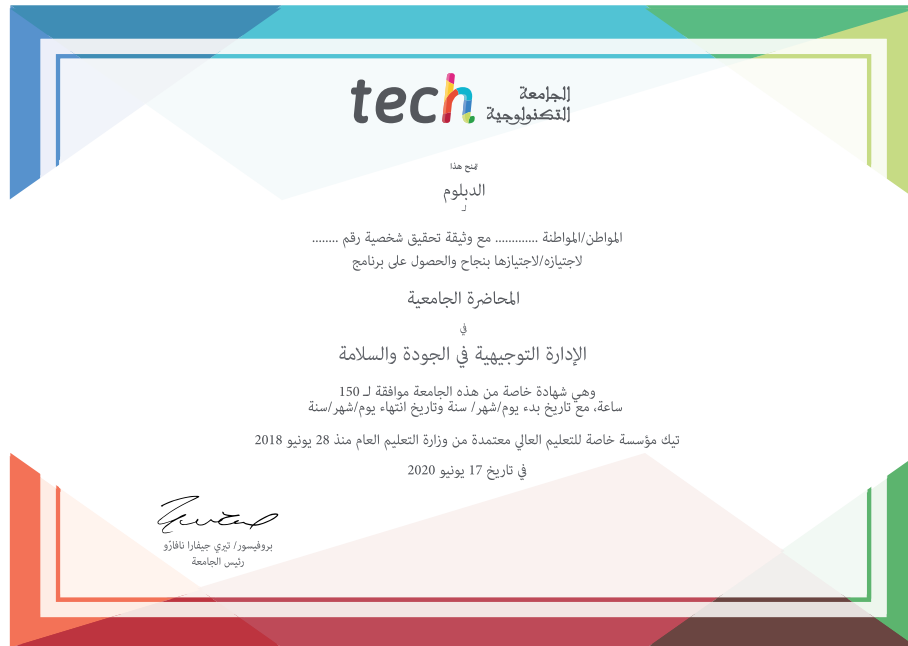 tech الجامعة
التكنولوجية
تمنح هذا
الدبلوم
لـ
المواطن/المواطنة ............. مع وثيقة تحقيق شخصية رقم ........
لاجتيازه/لاجتيازها بنجاح والحصول على برنامج
المحاضرة الجامعية
في
الإدارة التوجيهية في الجودة والسلامة
وهي شهادة خاصة من هذه الجامعة موافقة لـ 150
ساعة، مع تاريخ بدء يوم/شهر/ سنة وتاريخ انتهاء يوم/شهر/سنة
تيك مؤسسة خاصة للتعليم العالي معتمدة من وزارة التعليم العام منذ 28 يونيو 2018
في تاريخ 17 يونيو 2020
بروفيسور/ تيري جيفارا نافارّو
رئيس الجامعة